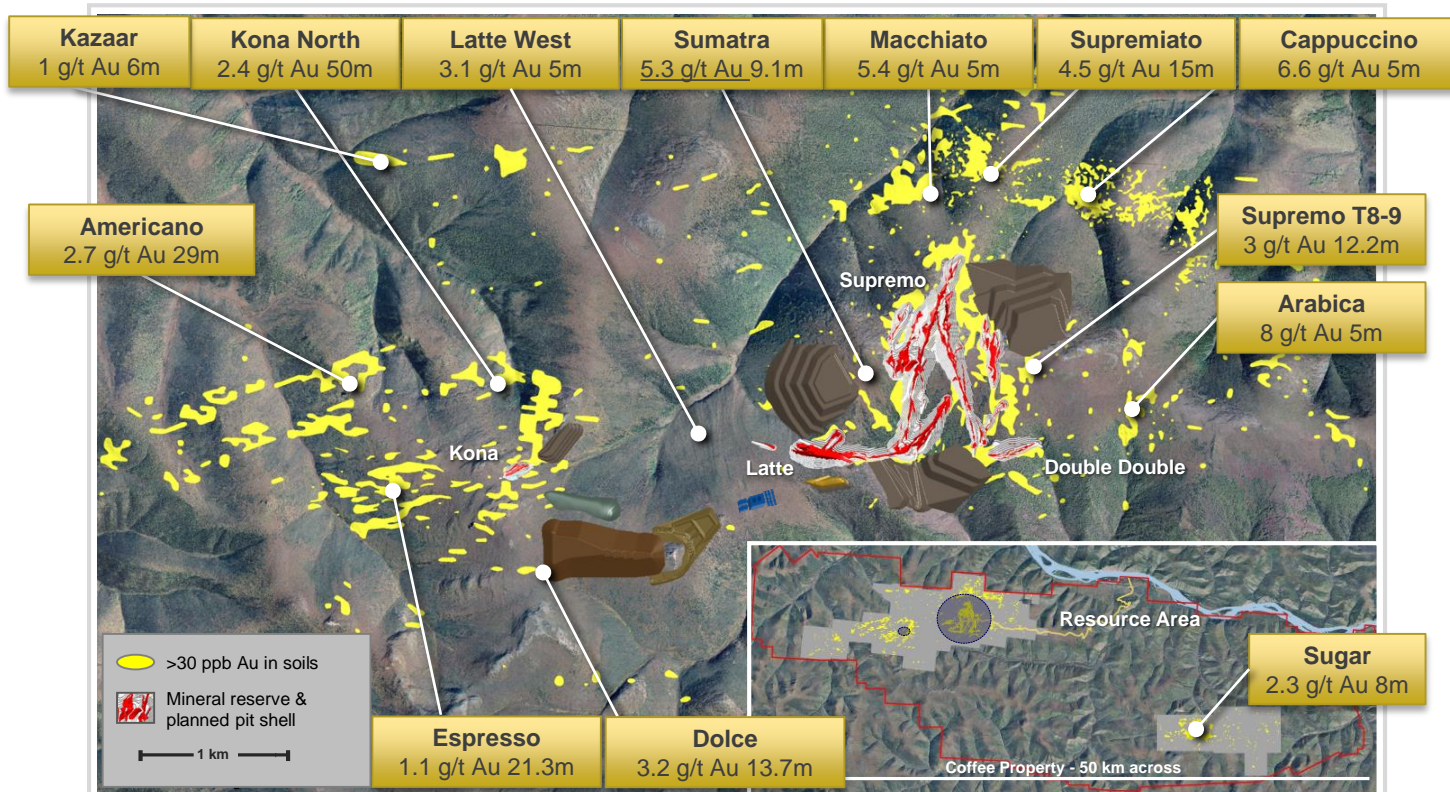 Kazaar
1 g/t Au 6m
Kona North
2.4 g/t Au 50m
Latte West
3.1 g/t Au 5m
Sumatra
5.3 g/t Au 9.1m
Macchiato
5.4 g/t Au 5m
Supremiato
4.5 g/t Au 15m
Cappuccino
6.6 g/t Au 5m
Americano
2.7 g/t Au 29m
Supremo T8-9
3 g/t Au 12.2m
Supremo
Arabica
8 g/t Au 5m
Kona
Latte
Double Double
>30 ppb Au in soils
Mineral reserve &
planned pit shell
1 km
Espresso
1.1 g/t Au 21.3m
Dolce
3.2 g/t Au 13.7m
Resource Area
Sugar
2.3 g/t Au 8m
Coffee Property - 50 km across